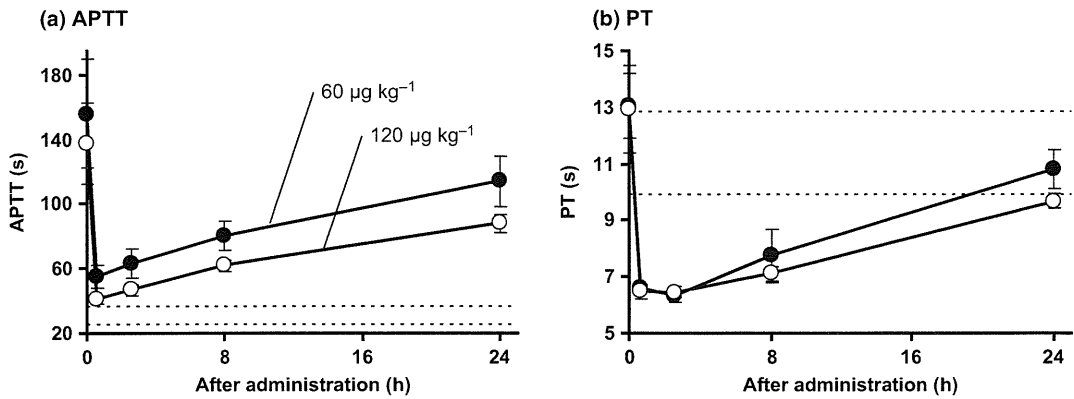 (a) APTT
180
140
100
60
20
APTT (s)
60 µg kg⁻¹
120 µg kg⁻¹
0
8
16
24
After administration (h)
(b) PT
15
13
11
9
7
5
PT (s)
0
8
16
24
After administration (h)